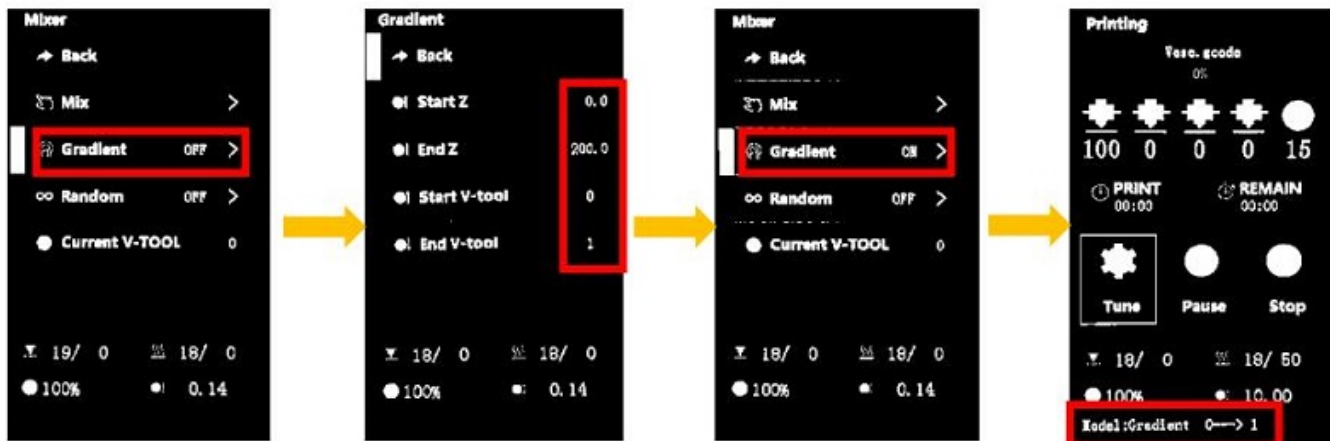 Mixer
Back
Mix >
Gradient OFF >
Random OFF >
Current V-TOOL 0
19/ 0 18/ 0
100% 0.14
Gradient
Back
Start Z 0.0
End Z 200.0
Start V-tool 0
End V-tool 1
18/ 0 18/ 0
100% 0.14
Mixer
Back
Mix >
Gradient ON >
Random OFF >
Current V-TOOL 0
18/ 0 18/ 0
100% 0.14
Printing
.gcode
0%
100 0 0 0 15
PRINT REMAIN
00:00 00:00
Tune Pause Stop
18/ 0 18/ 50
100% 10.00
Model:Gradient 0---> 1